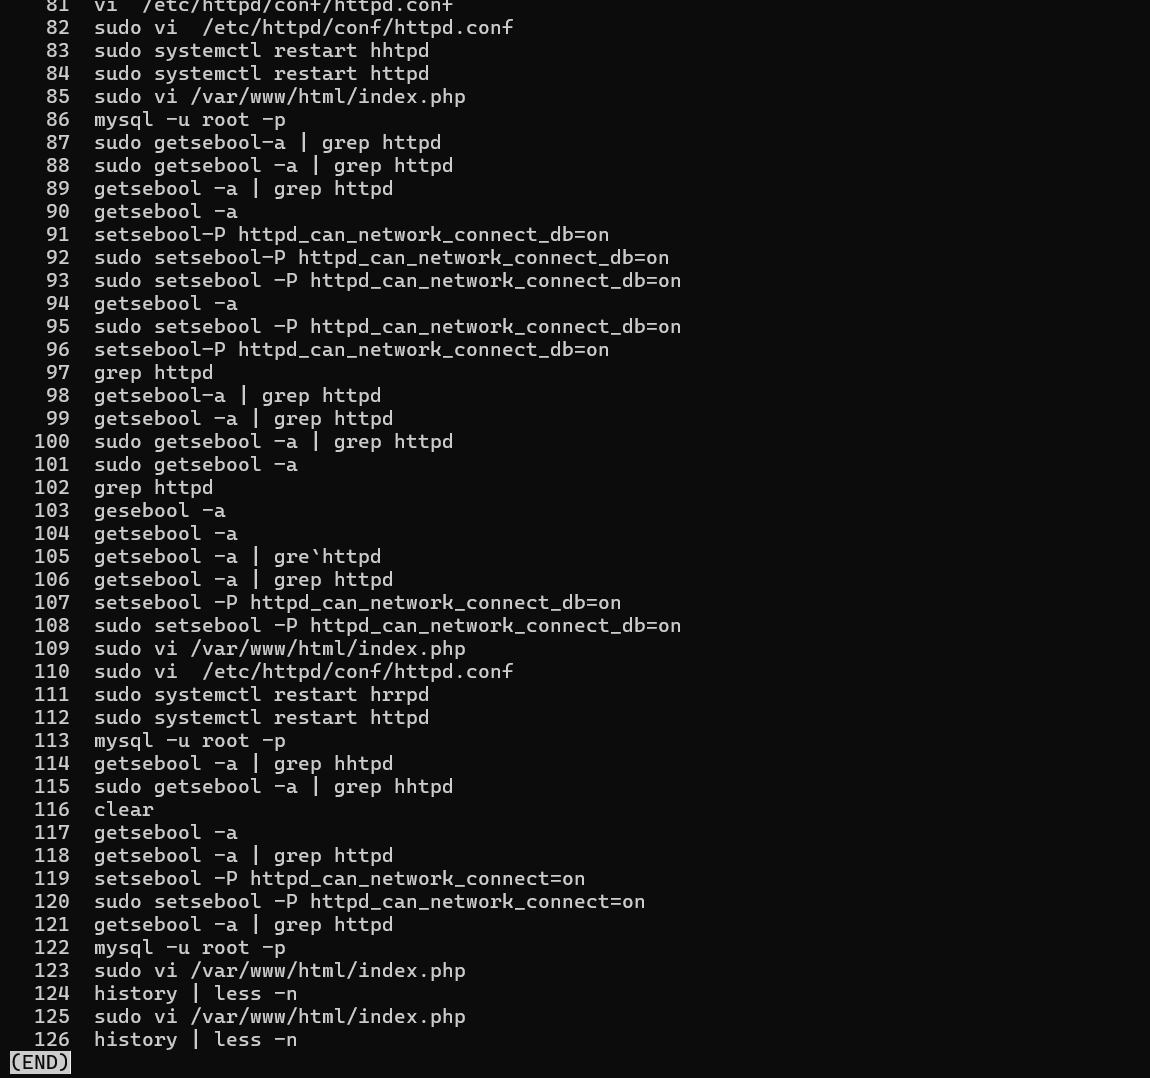 81  vi  /etc/httpd/conf/httpd.conf
82  sudo vi  /etc/httpd/conf/httpd.conf
83  sudo systemctl restart hhtpd
84  sudo systemctl restart httpd
85  sudo vi /var/www/html/index.php
86  mysql -u root -p
87  sudo getsebool-a | grep httpd
88  sudo getsebool -a | grep httpd
89  getsebool -a | grep httpd
90  getsebool -a
91  setsebool-P httpd_can_network_connect_db=on
92  sudo setsebool-P httpd_can_network_connect_db=on
93  sudo setsebool -P httpd_can_network_connect_db=on
94  getsebool -a
95  sudo setsebool -P httpd_can_network_connect_db=on
96  setsebool-P httpd_can_network_connect_db=on
97  grep httpd
98  getsebool-a | grep httpd
99  getsebool -a | grep httpd
100  sudo getsebool -a | grep httpd
101  sudo getsebool -a
102  grep httpd
103  gesebool -a
104  getsebool -a
105  getsebool -a | gre`httpd
106  getsebool -a | grep httpd
107  setsebool -P httpd_can_network_connect_db=on
108  sudo setsebool -P httpd_can_network_connect_db=on
109  sudo vi /var/www/html/index.php
110  sudo vi  /etc/httpd/conf/httpd.conf
111  sudo systemctl restart hrrpd
112  sudo systemctl restart httpd
113  mysql -u root -p
114  getsebool -a | grep hhtpd
115  sudo getsebool -a | grep hhtpd
116  clear
117  getsebool -a
118  getsebool -a | grep httpd
119  setsebool -P httpd_can_network_connect=on
120  sudo setsebool -P httpd_can_network_connect=on
121  getsebool -a | grep httpd
122  mysql -u root -p
123  sudo vi /var/www/html/index.php
124  history | less -n
125  sudo vi /var/www/html/index.php
126  history | less -n
(END)